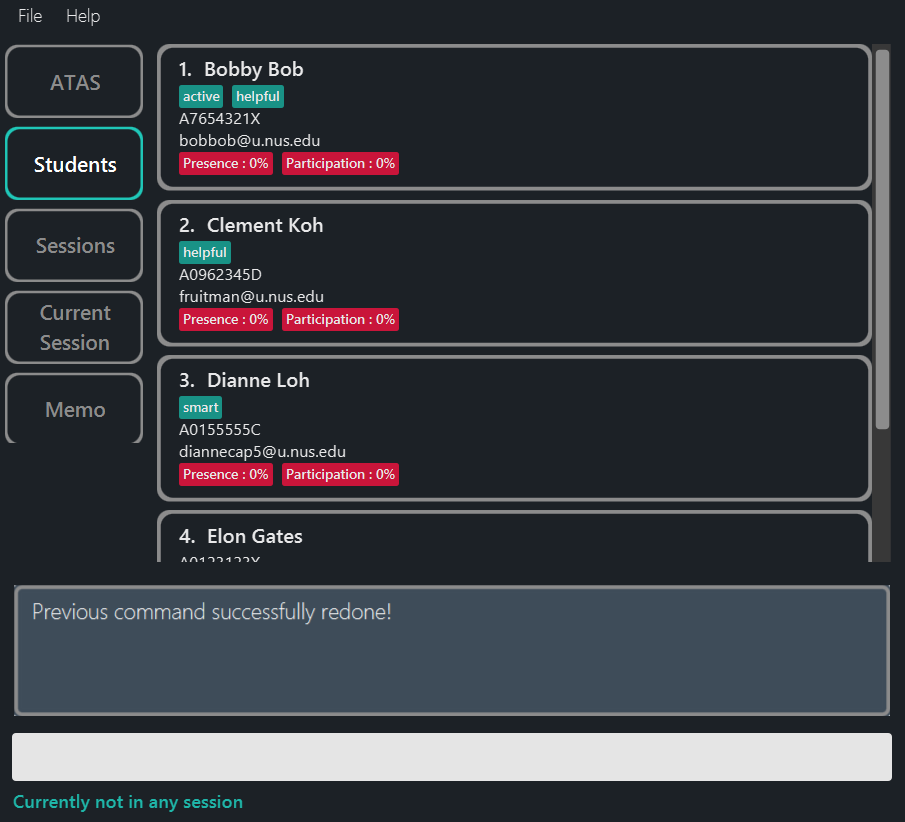 File Help
ATAS
Students
Sessions
Current
Session
Memo
1. Bobby Bob
active helpful
A7654321X
bobbob@u.nus.edu
Presence : 0% Participation : 0%
2. Clement Koh
helpful
A0962345D
fruitman@u.nus.edu
Presence : 0% Participation : 0%
3. Dianne Loh
smart
A0155555C
diannecap5@u.nus.edu
Presence : 0% Participation : 0%
4. Elon Gates
Previous command successfully redone!
Currently not in any session